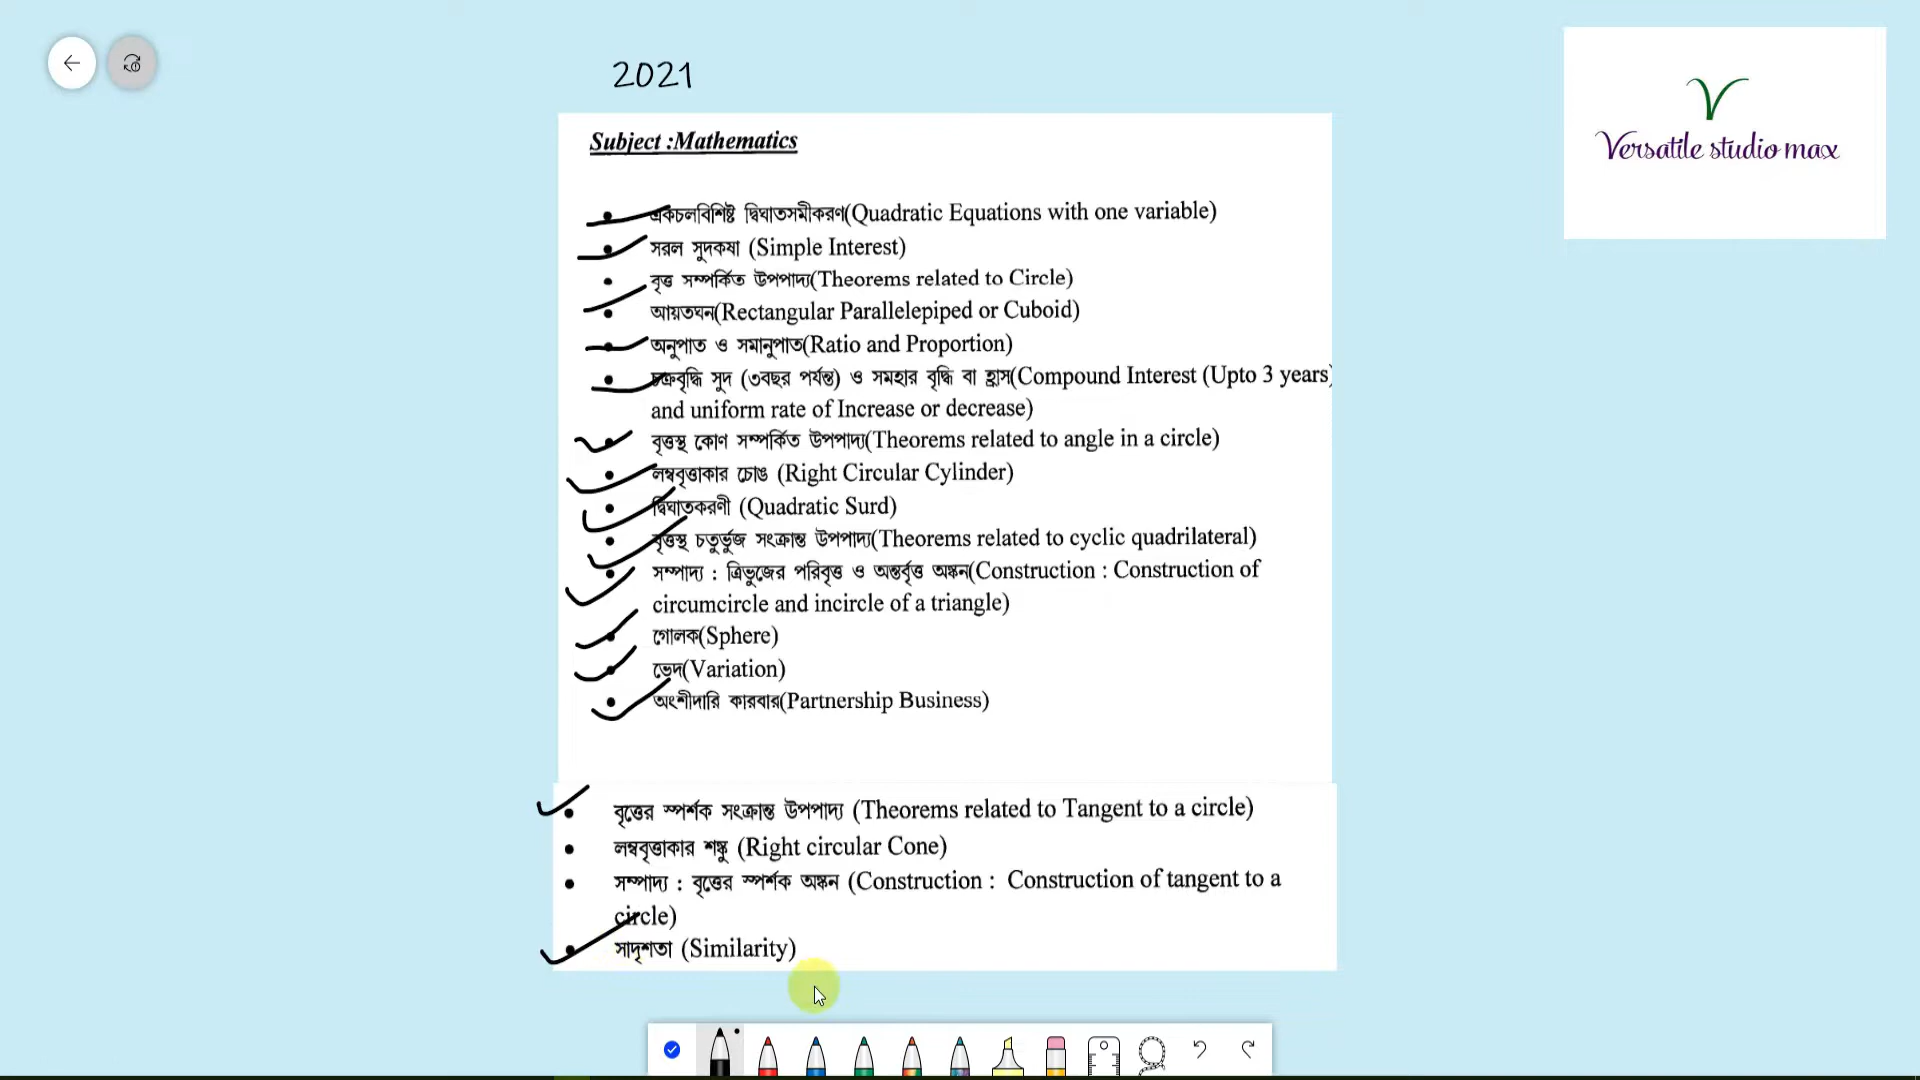 2021
Versatile studio max
Subject :Mathematics
একচলবিশিষ্ট দ্বিঘাতসমীকরণ(Quadratic Equations with one variable)
সরল সুদকষা (Simple Interest)
বৃত্ত সম্পর্কিত উপপাদ্য(Theorems related to Circle)
আয়তঘন(Rectangular Parallelepiped or Cuboid)
অনুপাত ও সমানুপাত(Ratio and Proportion)
চক্রবৃদ্ধি সুদ (৩বছর পর্যন্ত) ও সমহার বৃদ্ধি বা হ্রাস(Compound Interest (Upto 3 years)
and uniform rate of Increase or decrease)
বৃত্তস্থ কোণ সম্পর্কিত উপপাদ্য(Theorems related to angle in a circle)
লম্ববৃত্তাকার চোঙ (Right Circular Cylinder)
দ্বিঘাতকরণী (Quadratic Surd)
বৃত্তস্থ চতুর্ভুজ সংক্রান্ত উপপাদ্য(Theorems related to cyclic quadrilateral)
সম্পাদ্য : ত্রিভুজের পরিবৃত্ত ও অন্তর্বৃত্ত অঙ্কন(Construction : Construction of
circumcircle and incircle of a triangle)
গোলক(Sphere)
ভেদ(Variation)
অংশীদারি কারবার(Partnership Business)
বৃত্তের স্পর্শক সংক্রান্ত উপপাদ্য (Theorems related to Tangent to a circle)
লম্ববৃত্তাকার শঙ্কু (Right circular Cone)
সম্পাদ্য : বৃত্তের স্পর্শক অঙ্কন (Construction : Construction of tangent to a
circle)
সাদৃশতা (Similarity)